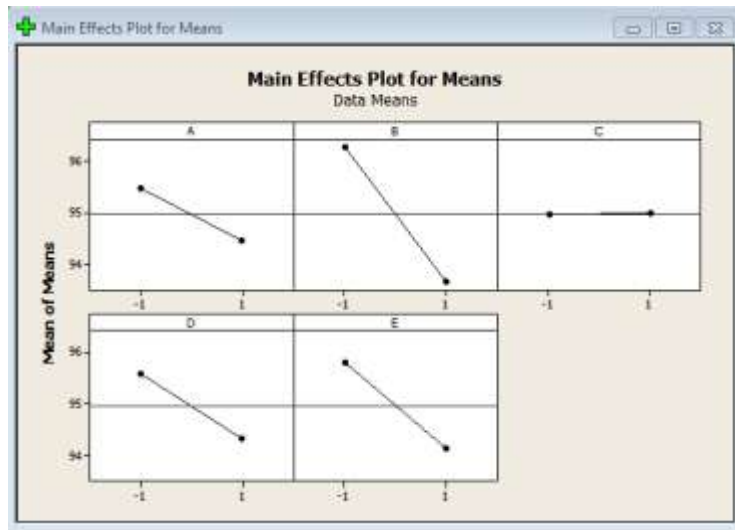 Main Effects Plot for Means
Main Effects Plot for Means
Data Means
A B C
96
95
94
-1 1 -1 1 -1 1
Mean of Means
D E
96
95
94
-1 1 -1 1